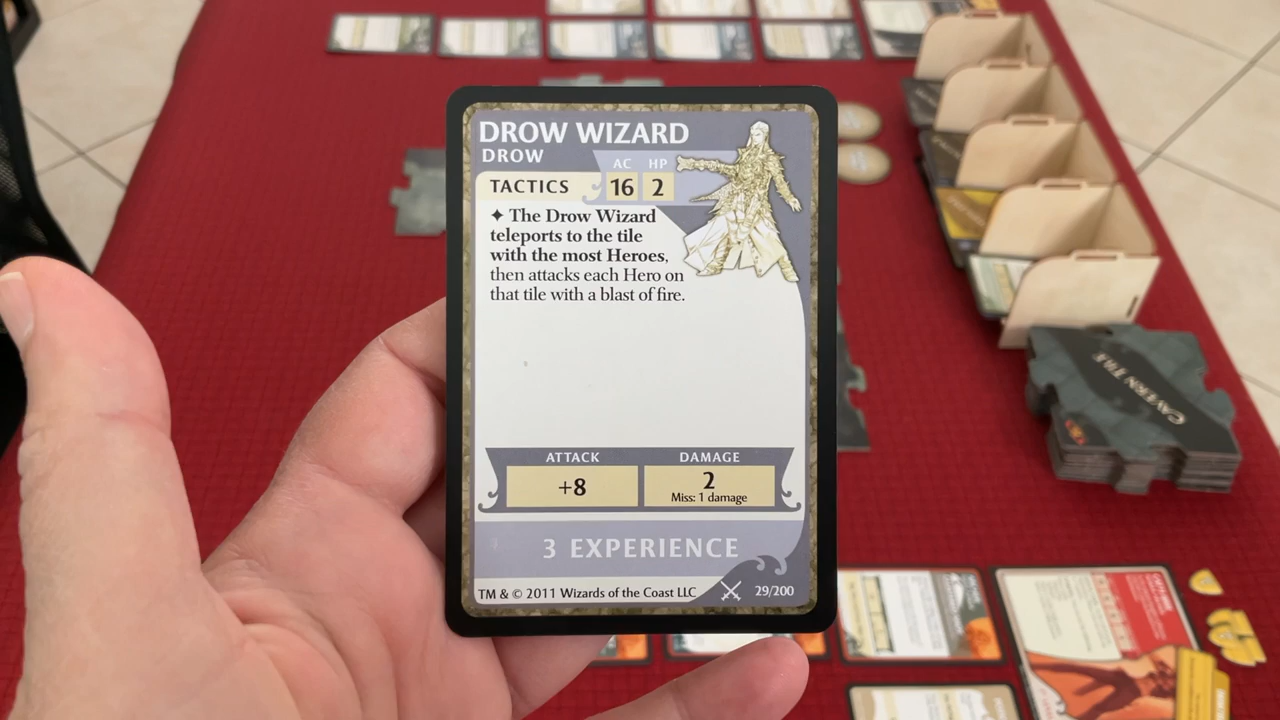 DROW WIZARD
DROW
AC HP
TACTICS 16 2
✦ The Drow Wizard
teleports to the tile
with the most Heroes,
then attacks each Hero on
that tile with a blast of fire.
ATTACK DAMAGE
+8 2
Miss: 1 damage
3 EXPERIENCE
TM & © 2011 Wizards of the Coast LLC 29/200
CAVERN TILE